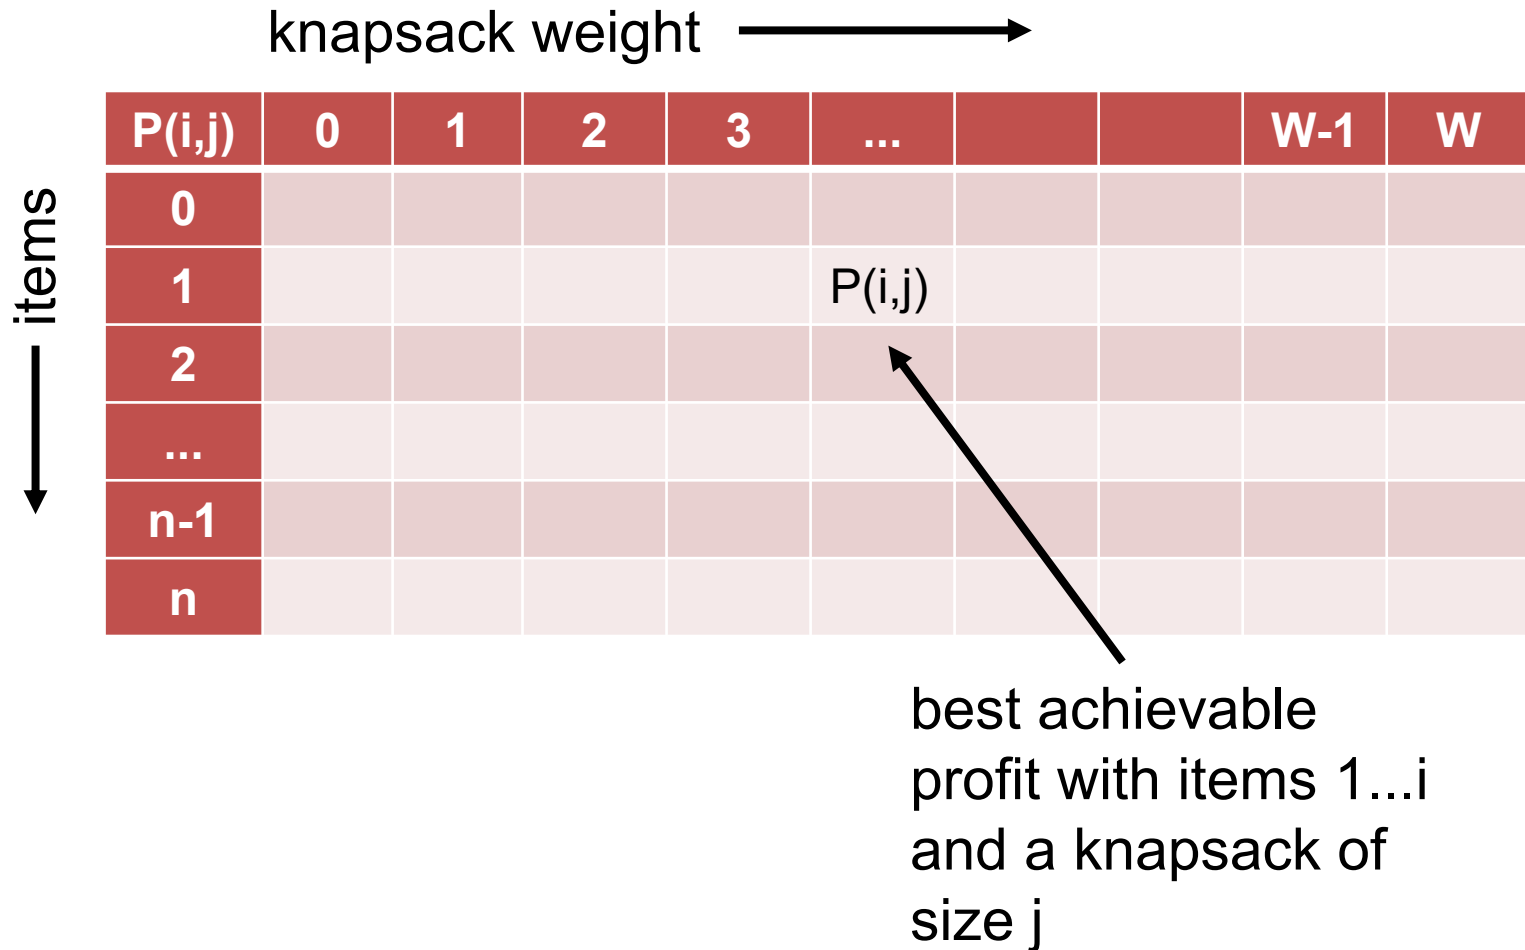 knapsack weight
P(i,j) 0 1 2 3 ... W-1 W
items
0
1 P(i,j)
2
...
n-1
n
best achievable
profit with items 1...i
and a knapsack of
size j